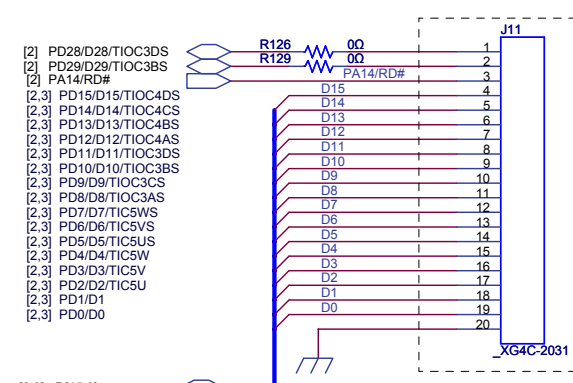 J11
[2] PD28/D28/TIOC3DS R126 0Ω 1
[2] PD29/D29/TIOC3BS R129 0Ω 2
[2] PA14/RD# PA14/RD# 3
[2,3] PD15/D15/TIOC4DS D15 4
[2,3] PD14/D14/TIOC4CS D14 5
[2,3] PD13/D13/TIOC4BS D13 6
[2,3] PD12/D12/TIOC4AS D12 7
[2,3] PD11/D11/TIOC3DS D11 8
[2,3] PD10/D10/TIOC3BS D10 9
[2,3] PD9/D9/TIOC3CS D9 10
[2,3] PD8/D8/TIOC3AS D8 11
[2,3] PD7/D7/TIC5WS D7 12
[2,3] PD6/D6/TIC5VS D6 13
[2,3] PD5/D5/TIC5US D5 14
[2,3] PD4/D4/TIC5W D4 15
[2,3] PD3/D3/TIC5V D3 16
[2,3] PD2/D2/TIC5U D2 17
[2,3] PD1/D1 D1 18
[2,3] PD0/D0 D0 19
20
_XG4C-2031